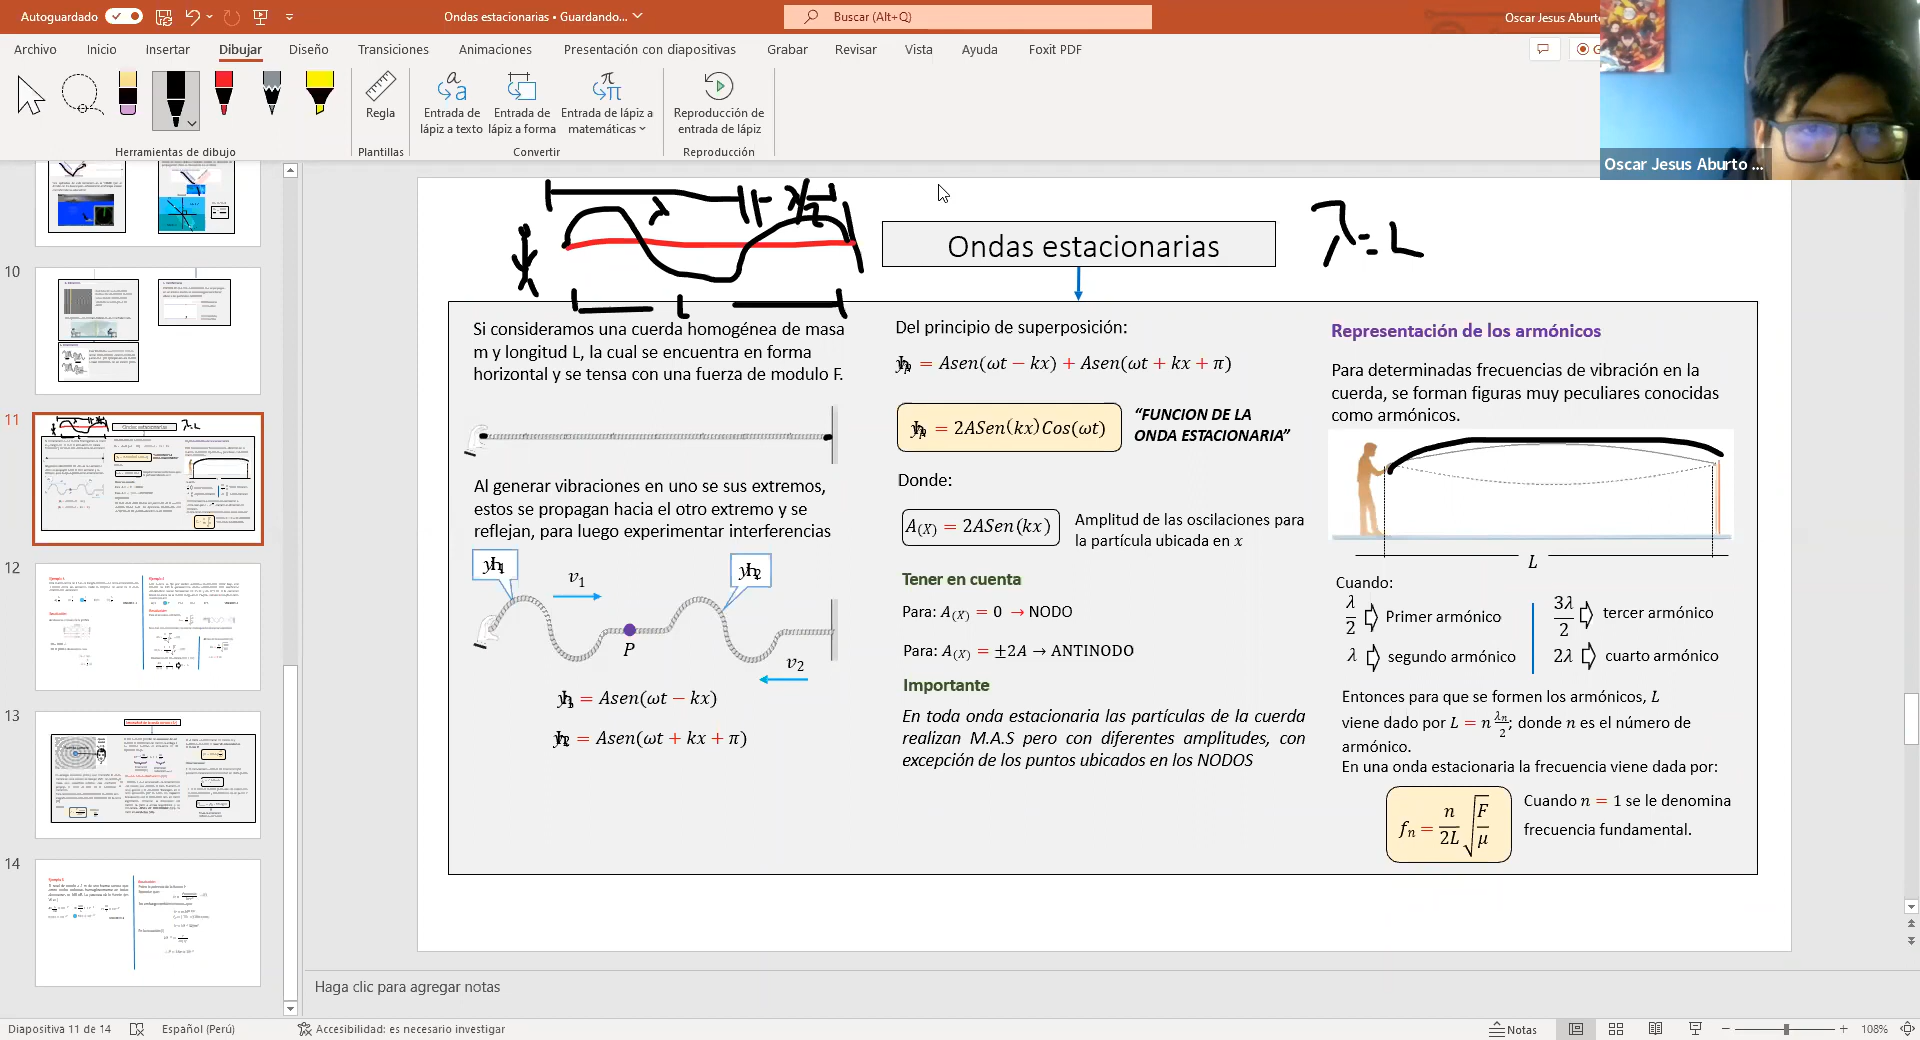 Autoguardado
Ondas estacionarias • Guardando...
Buscar (Alt+Q)
Oscar Jesus Aburto
Archivo Inicio Insertar Dibujar Diseño Transiciones Animaciones Presentación con diapositivas Grabar Revisar Vista Ayuda Foxit PDF
Regla
Entrada de lápiz a texto
Entrada de lápiz a forma
Entrada de lápiz a matemáticas
Reproducción de entrada de lápiz
Herramientas de dibujo Plantillas Convertir Reproducción
Oscar Jesus Aburto ...
10
11
12
13
14
λ
λ/2
L
λ = L
Ondas estacionarias
Si consideramos una cuerda homogénea de masa
m y longitud L, la cual se encuentra en forma
horizontal y se tensa con una fuerza de modulo F.
Al generar vibraciones en uno se sus extremos,
estos se propagan hacia el otro extremo y se
reflejan, para luego experimentar interferencias
v₁
P
v₂
= Asen(ωt − kx)
= Asen(ωt + kx + π)
Del principio de superposición:
= Asen(ωt − kx) + Asen(ωt + kx + π)
= 2ASen(kx)Cos(ωt)
“FUNCION DE LA
ONDA ESTACIONARIA”
Donde:
A(X) = 2ASen(kx)
Amplitud de las oscilaciones para
la partícula ubicada en x
Tener en cuenta
Para: A(X) = 0 → NODO
Para: A(X) = ±2A → ANTINODO
Importante
En toda onda estacionaria las partículas de la cuerda
realizan M.A.S pero con diferentes amplitudes, con
excepción de los puntos ubicados en los NODOS
Representación de los armónicos
Para determinadas frecuencias de vibración en la
cuerda, se forman figuras muy peculiares conocidas
como armónicos.
L
Cuando:
λ/2 Primer armónico
λ segundo armónico
3λ/2 tercer armónico
2λ cuarto armónico
Entonces para que se formen los armónicos, L
viene dado por L = n λn/2; donde n es el número de
armónico.
En una onda estacionaria la frecuencia viene dada por:
fn = n/2L √(F/μ)
Cuando n = 1 se le denomina
frecuencia fundamental.
Haga clic para agregar notas
Diapositiva 11 de 14 Español (Perú) Accesibilidad: es necesario investigar Notas 108%